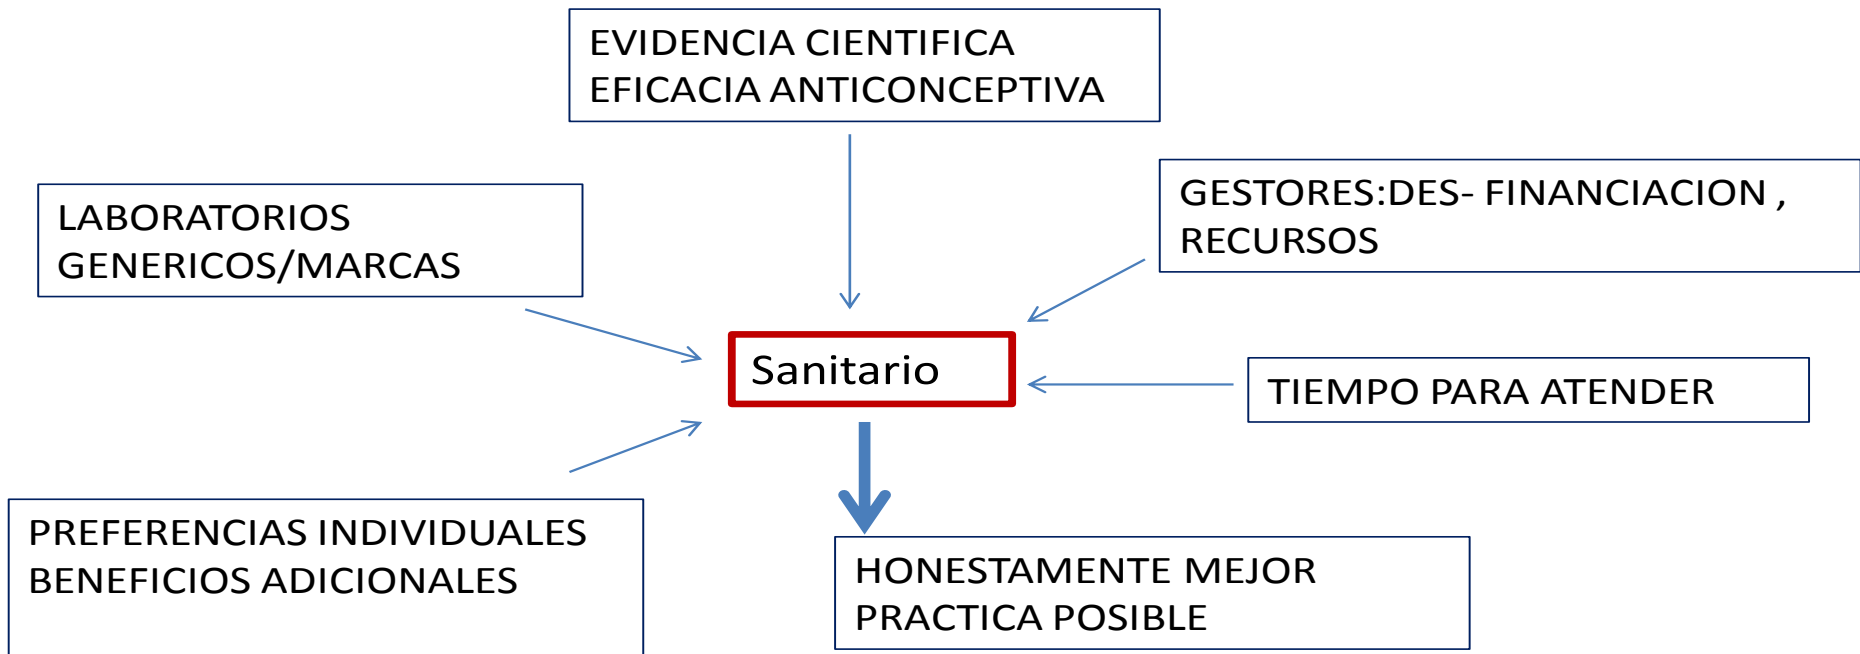 EVIDENCIA CIENTIFICA
EFICACIA ANTICONCEPTIVA
LABORATORIOS
GENERICOS/MARCAS
GESTORES:DES- FINANCIACION ,
RECURSOS
Sanitario
TIEMPO PARA ATENDER
PREFERENCIAS INDIVIDUALES
BENEFICIOS ADICIONALES
HONESTAMENTE MEJOR
PRACTICA POSIBLE